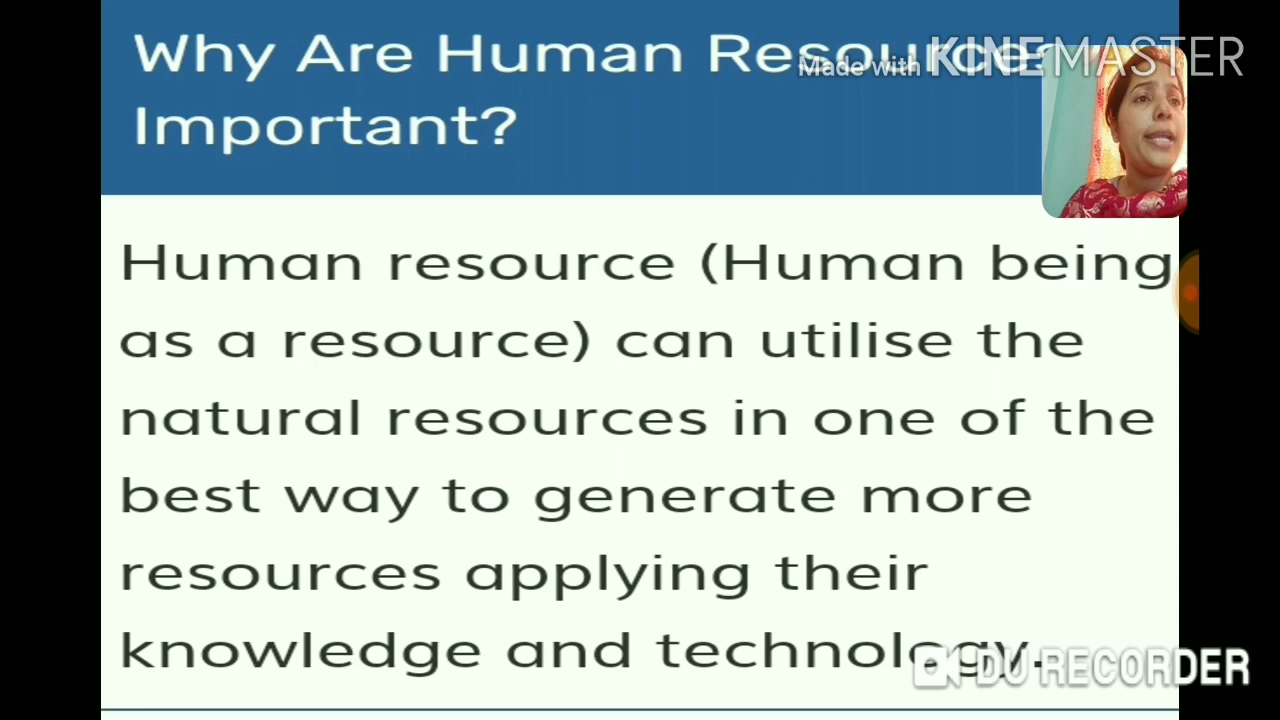 Why Are Human Resources
Important?
Made with KINEMASTER
Human resource (Human being
as a resource) can utilise the
natural resources in one of the
best way to generate more
resources applying their
knowledge and technology.
DU RECORDER